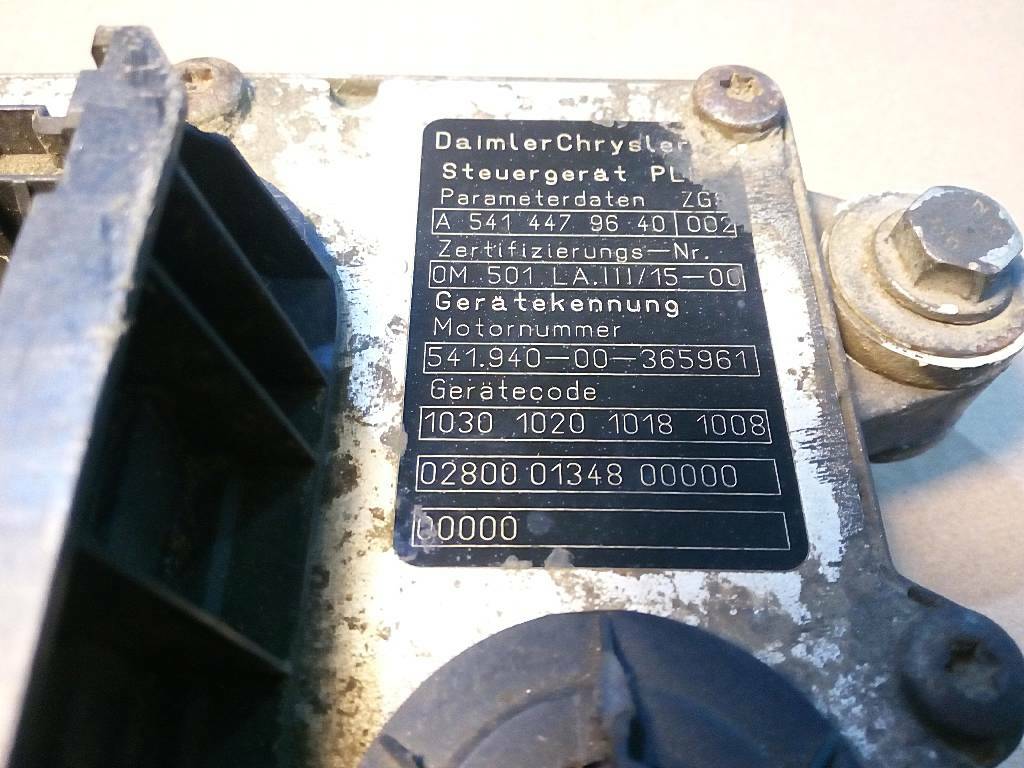 DaimlerChrysler
Steuergerät
Parameterdaten
A 541 447 96 40 002
Zertifizierungs-Nr.
OM 501 LA.III/15-00
Gerätekennung
Motornummer
541.940-00-365961
Gerätecode
1030 1020 1018 1008
02800 01348 00000
00000